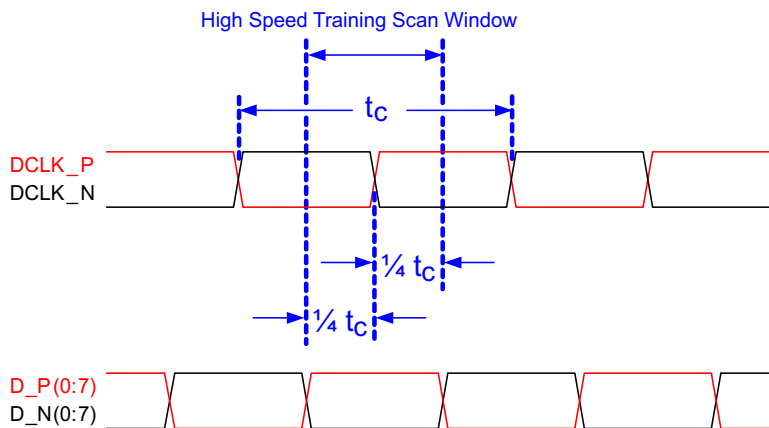 High Speed Training Scan Window
tc
DCLK_P
DCLK_N
¼ tc
¼ tc
D_P(0:7)
D_N(0:7)